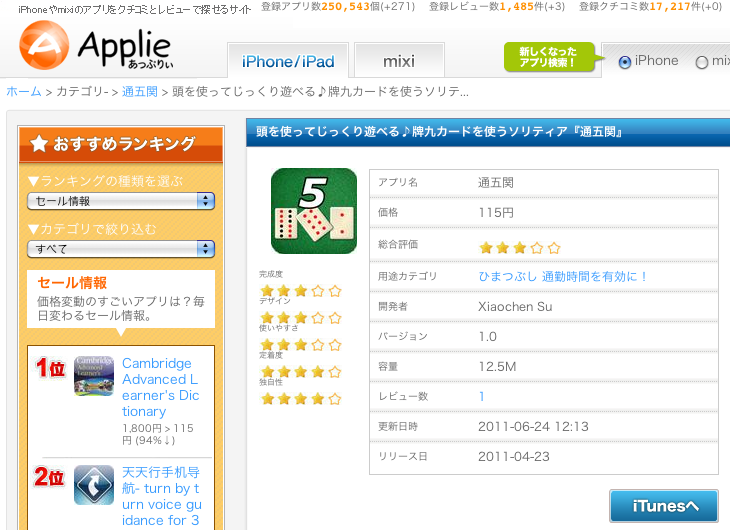 iPhoneやmixiのアプリをクチコミとレビューで探せるサイト
登録アプリ数250,543個(+271) 登録レビュー数1,485件(+3) 登録クチコミ数17,217件(+0)
Applie
あっぷりぃ
iPhone/iPad
mixi
新しくなった
アプリ検索！
iPhone
mix
ホーム > カテゴリ- > 通五関 > 頭を使ってじっくり遊べる♪牌九カードを使うソリテ...
おすすめランキング
▼ランキングの種類を選ぶ
セール情報
▼カテゴリで絞り込む
すべて
セール情報
価格変動のすごいアプリは？毎
日変わるセール情報。
1位
Cambridge
Advanced
Learner's
Cambridge
Advanced L
earner's Dic
tionary
1,800円 > 115
円 (94%↓)
2位
天天行手机导
航- turn by t
urn voice gu
idance for 3
頭を使ってじっくり遊べる♪牌九カードを使うソリティア『通五関』
5
完成度
デザイン
使いやすさ
定着度
独自性
アプリ名 通五関
価格 115円
総合評価
用途カテゴリ ひまつぶし 通勤時間を有効に！
開発者 Xiaochen Su
バージョン 1.0
容量 12.5M
レビュー数 1
更新日時 2011-06-24 12:13
リリース日 2011-04-23
iTunesへ